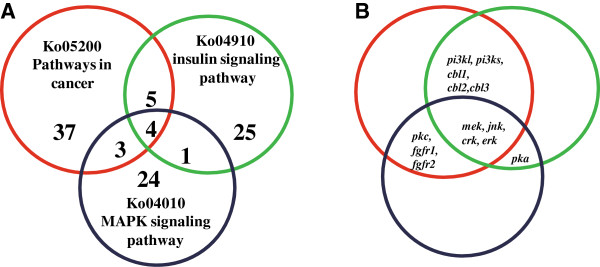 A
Ko05200
Pathways in
cancer
Ko04910
insulin signaling
pathway
5
37
4
25
3
1
24
Ko04010
MAPK signaling
pathway
B
pi3kl, pi3ks,
cbl1,
cbl2,cbl3
pkc,
fgfr1,
fgfr2
mek, jnk,
crk, erk
pka